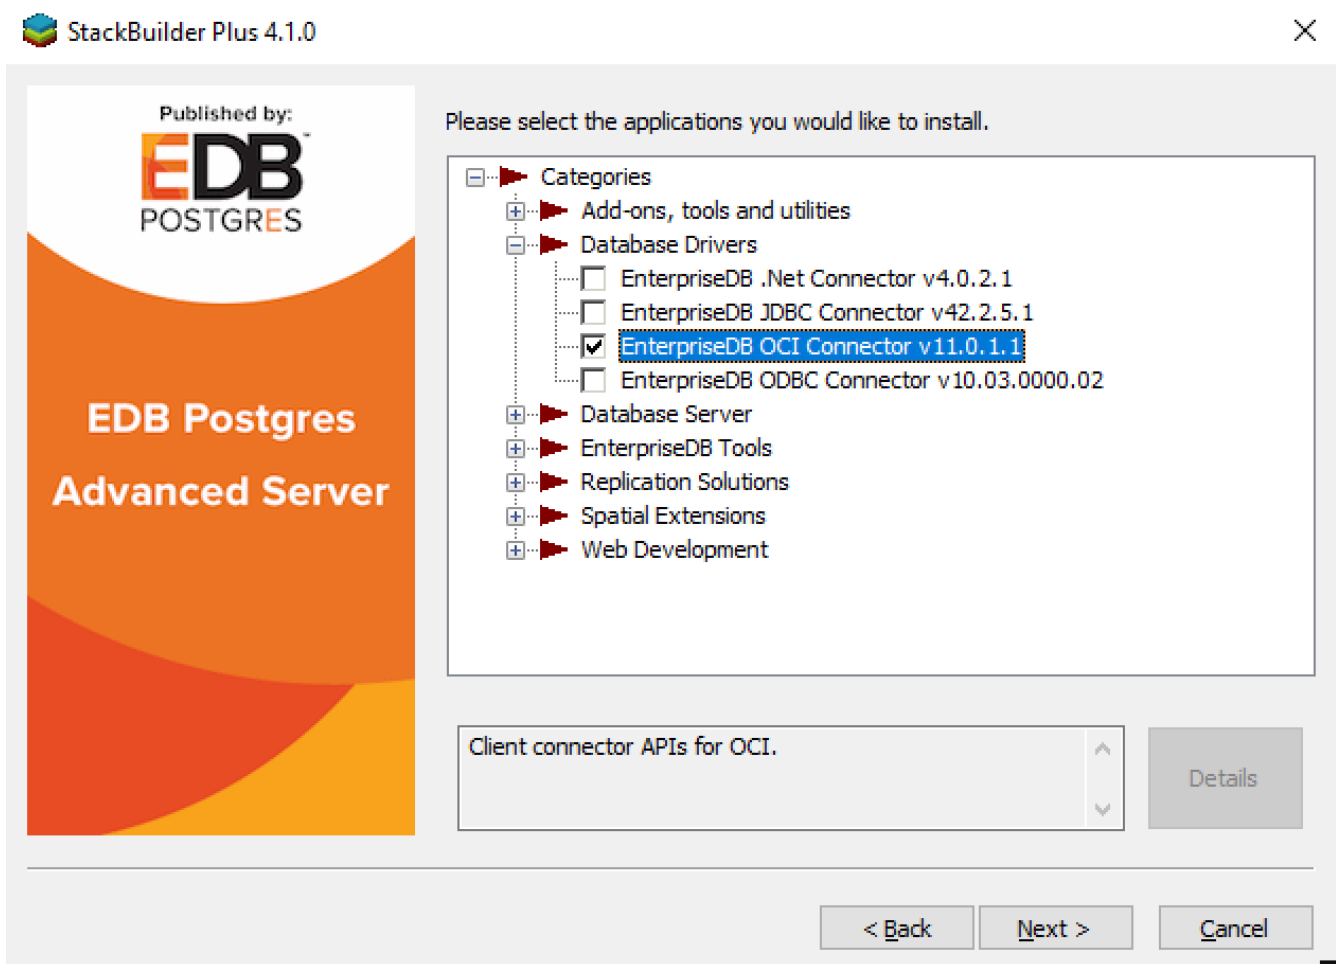 StackBuilder Plus 4.1.0
Published by:
EDB™
POSTGRES
EDB Postgres
Advanced Server
Please select the applications you would like to install.
Categories
Add-ons, tools and utilities
Database Drivers
EnterpriseDB .Net Connector v4.0.2.1
EnterpriseDB JDBC Connector v42.2.5.1
EnterpriseDB OCI Connector v11.0.1.1
EnterpriseDB ODBC Connector v10.03.0000.02
Database Server
EnterpriseDB Tools
Replication Solutions
Spatial Extensions
Web Development
Client connector APIs for OCI.
Details
< Back
Next >
Cancel